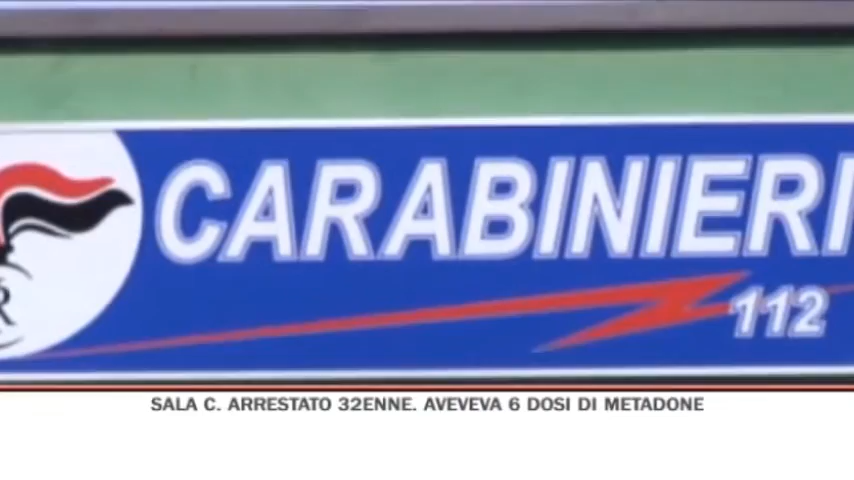 CARABINIERI
112
SALA C. ARRESTATO 32ENNE. AVEVEVA 6 DOSI DI METADONE